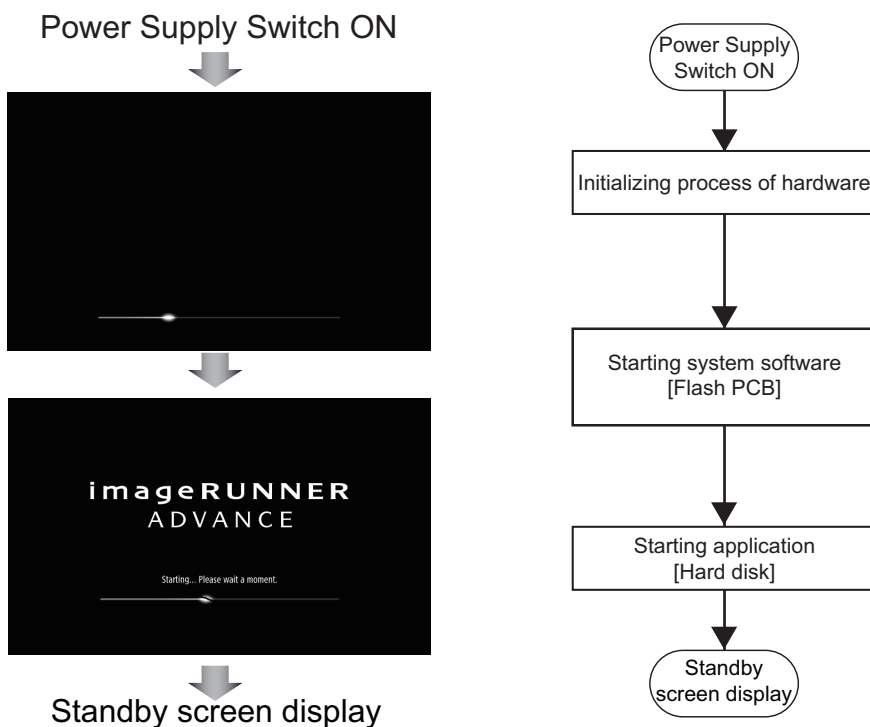 Power Supply Switch ON
imageRUNNER
ADVANCE
Starting... Please wait a moment.
Standby screen display
Power Supply
Switch ON
Initializing process of hardware
Starting system software
[Flash PCB]
Starting application
[Hard disk]
Standby
screen display